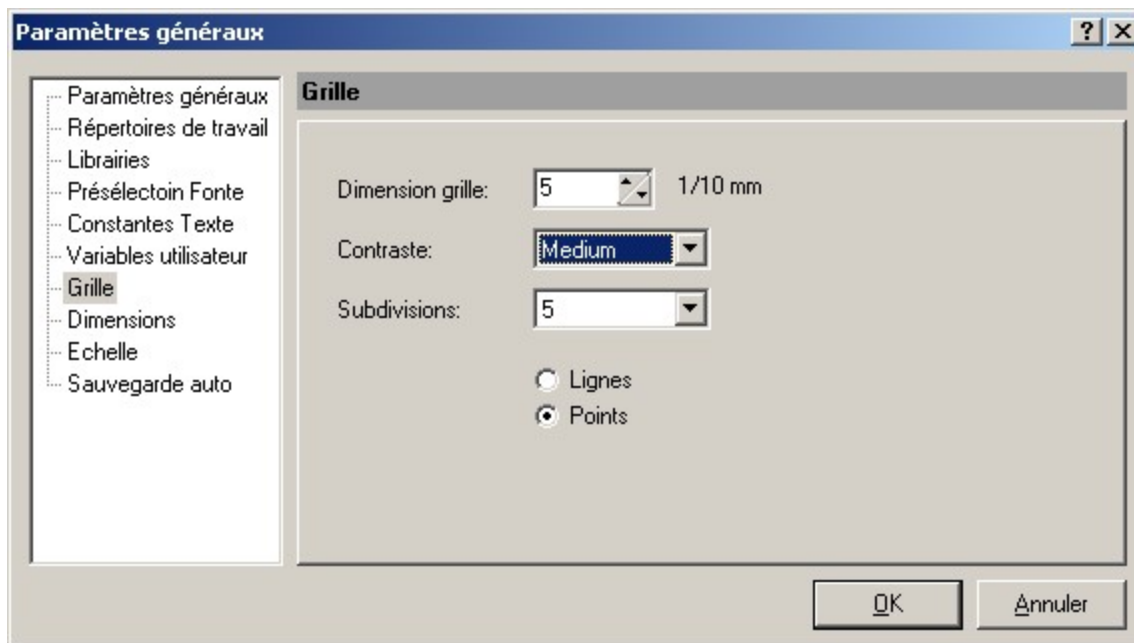 Paramètres généraux
Paramètres généraux
Répertoires de travail
Librairies
Présélectoin Fonte
Constantes Texte
Variables utilisateur
Grille
Dimensions
Echelle
Sauvegarde auto
Grille
Dimension grille: 5 1/10 mm
Contraste: Medium
Subdivisions: 5
Lignes
Points
OK Annuler